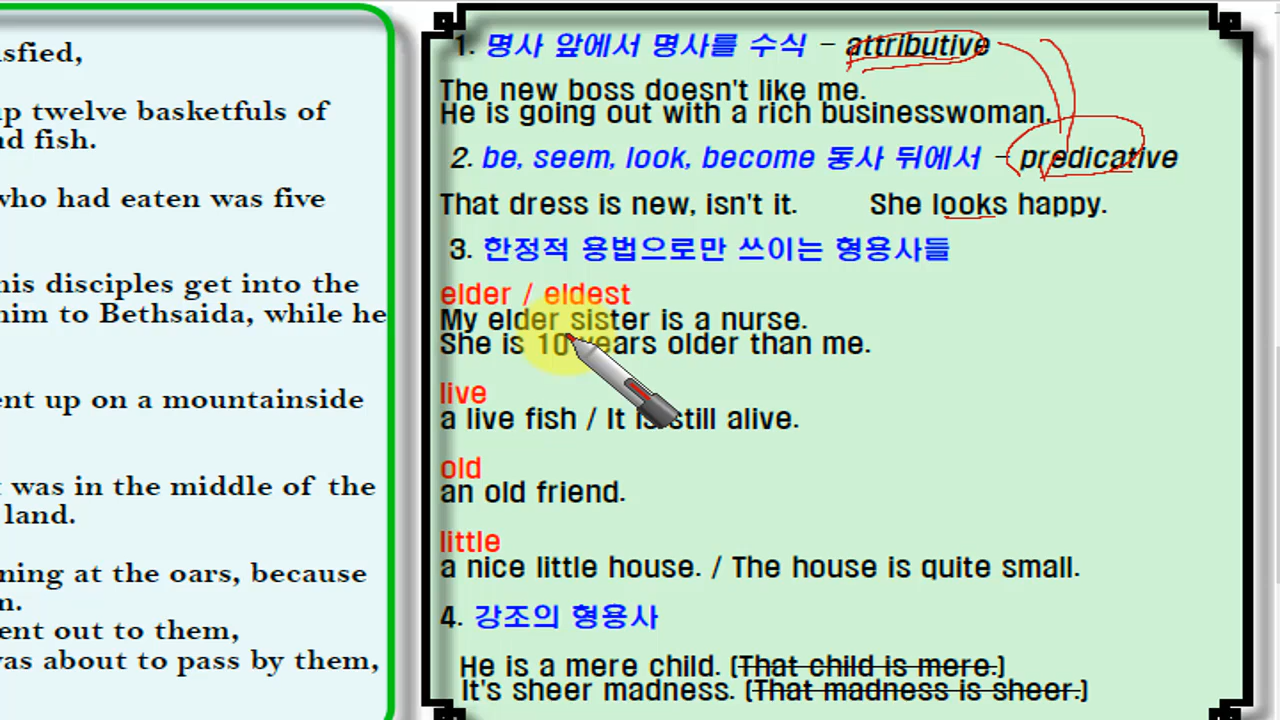 sfied,
up twelve basketfuls of
nd fish.
who had eaten was five
his disciples get into the
him to Bethsaida, while he
ent up on a mountainside
t was in the middle of the
land.
ning at the oars, because
m.
ent out to them,
was about to pass by them,
1. 명사 앞에서 명사를 수식 - attributive
The new boss doesn't like me.
He is going out with a rich businesswoman.
2. be, seem, look, become 동사 뒤에서 - predicative
That dress is new, isn't it. She looks happy.
3. 한정적 용법으로만 쓰이는 형용사들
elder / eldest
My elder sister is a nurse.
She is 10 years older than me.
live
a live fish / It is still alive.
old
an old friend.
little
a nice little house. / The house is quite small.
4. 강조의 형용사
He is a mere child. (That child is mere.)
It's sheer madness. (That madness is sheer.)